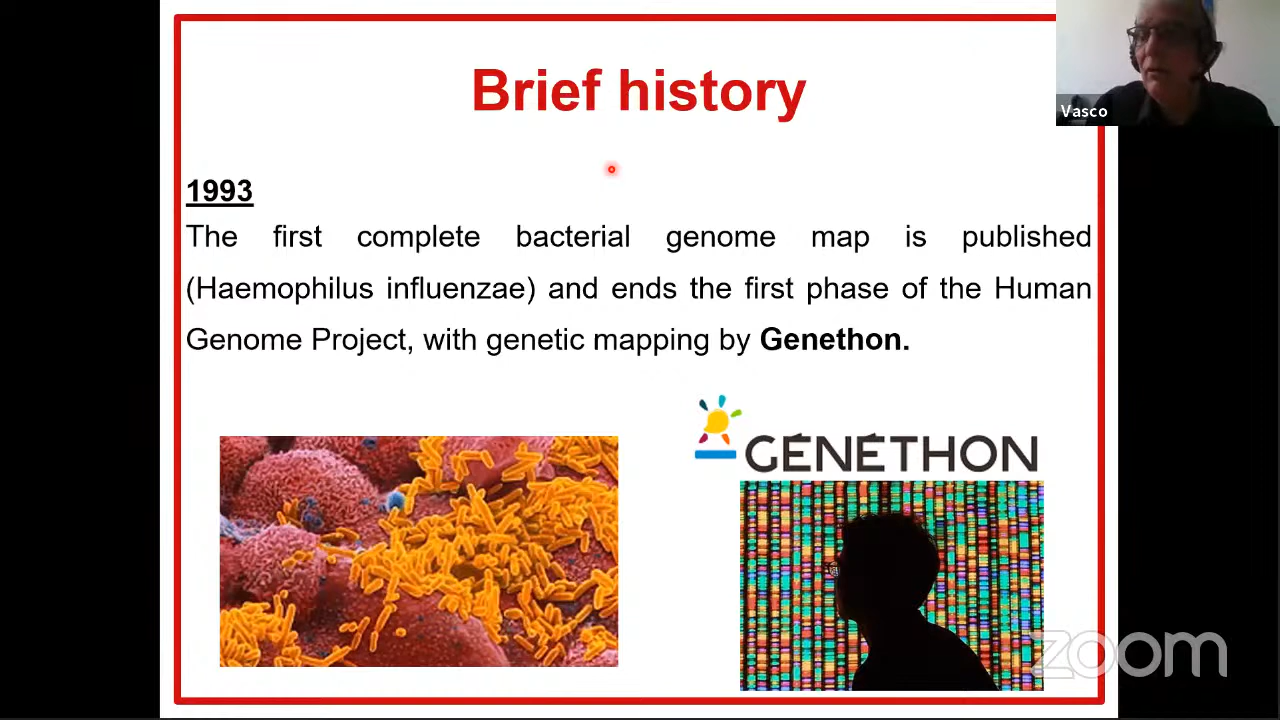 Brief history
Vasco
1993
The first complete bacterial genome map is published
(Haemophilus influenzae) and ends the first phase of the Human
Genome Project, with genetic mapping by Genethon.
GÉNÉTHON
zoom